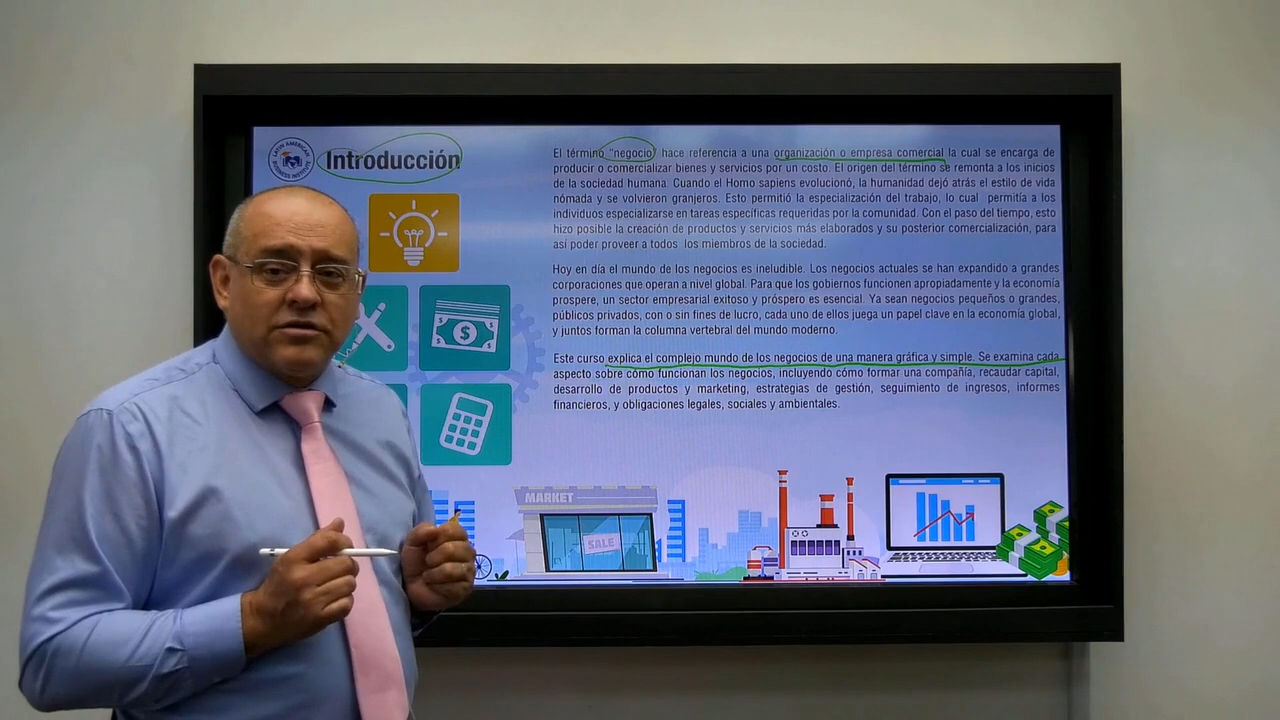 LATIN AMERICAN
BUSINESS INSTITUTE
Introducción
El término "negocio" hace referencia a una organización o empresa comercial la cual se encarga de
producir o comercializar bienes y servicios por un costo. El origen del término se remonta a los inicios
de la sociedad humana. Cuando el Homo sapiens evolucionó, la humanidad dejó atrás el estilo de vida
nómada y se volvieron granjeros. Esto permitió la especialización del trabajo, lo cual permitía a los
individuos especializarse en tareas específicas requeridas por la comunidad. Con el paso del tiempo, esto
hizo posible la creación de productos y servicios más elaborados y su posterior comercialización, para
así poder proveer a todos los miembros de la sociedad.
Hoy en día el mundo de los negocios es ineludible. Los negocios actuales se han expandido a grandes
corporaciones que operan a nivel global. Para que los gobiernos funcionen apropiadamente y la economía
prospere, un sector empresarial exitoso y próspero es esencial. Ya sean negocios pequeños o grandes,
públicos privados, con o sin fines de lucro, cada uno de ellos juega un papel clave en la economía global,
y juntos forman la columna vertebral del mundo moderno.
Este curso explica el complejo mundo de los negocios de una manera gráfica y simple. Se examina cada
aspecto sobre cómo funcionan los negocios, incluyendo cómo formar una compañía, recaudar capital,
desarrollo de productos y marketing, estrategias de gestión, seguimiento de ingresos, informes
financieros, y obligaciones legales, sociales y ambientales.
MARKET
SALE